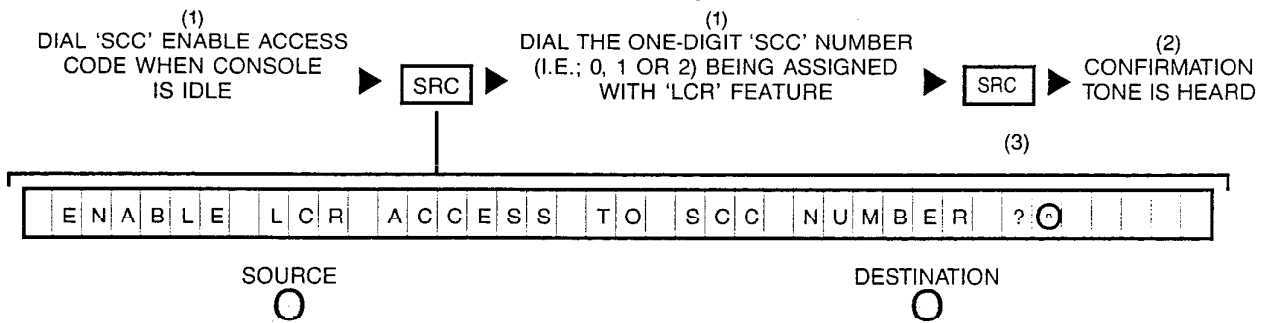 (1)
DIAL 'SCC' ENABLE ACCESS
CODE WHEN CONSOLE
IS IDLE
SRC
(1)
DIAL THE ONE-DIGIT 'SCC' NUMBER
(I.E.; 0, 1 OR 2) BEING ASSIGNED
WITH 'LCR' FEATURE
SRC
(2)
CONFIRMATION
TONE IS HEARD
(3)
ENABLE LCR ACCESS TO SCC NUMBER ?
SOURCE
DESTINATION